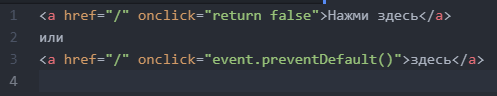 1 <a href="/" onclick="return false">Нажми здесь</a>
2 или
3 <a href="/" onclick="event.preventDefault()">здесь</a>
4